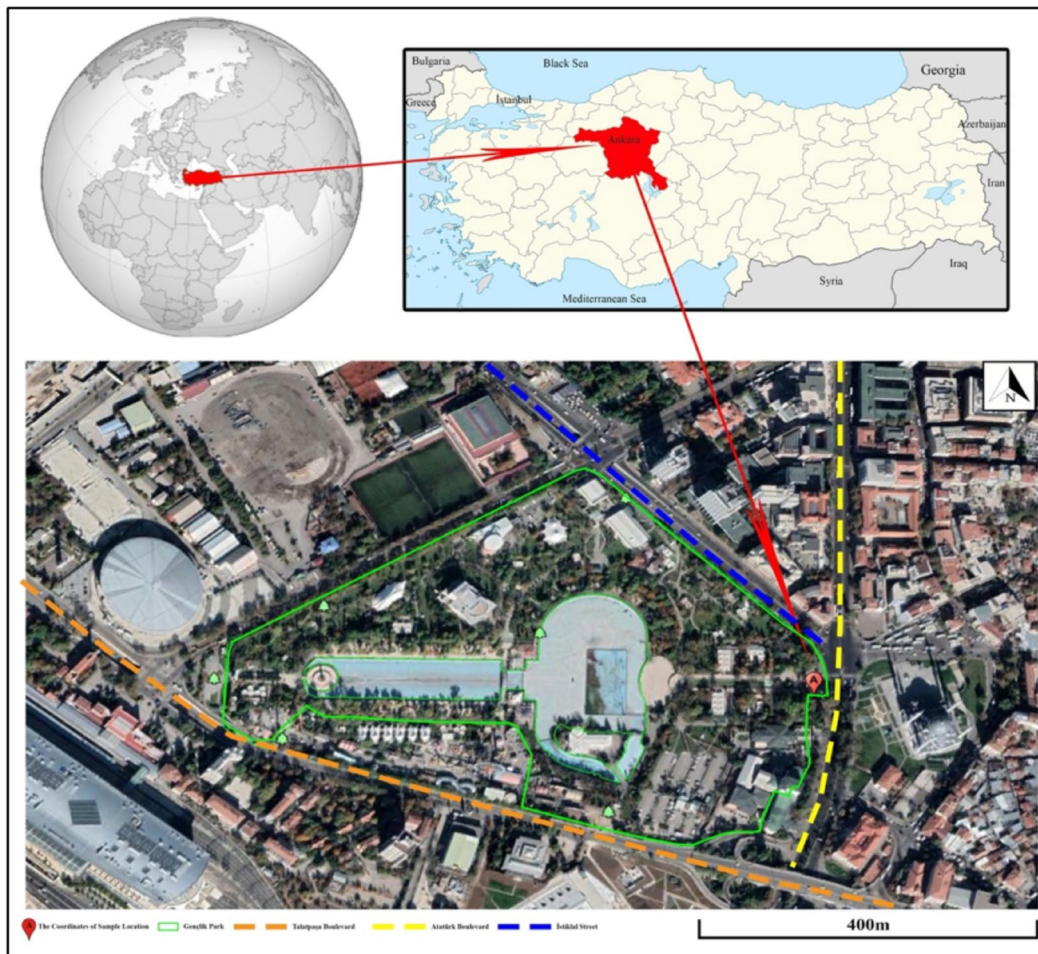 Bulgaria
Black Sea
Georgia
Greece
İstanbul
Azerbaijan
Ankara
Iran
Iraq
Syria
Mediterranean Sea
N
A
A The Coordinates of Sample Location Gençlik Park Talatpaşa Boulevard Atatürk Boulevard İstiklal Street
400m